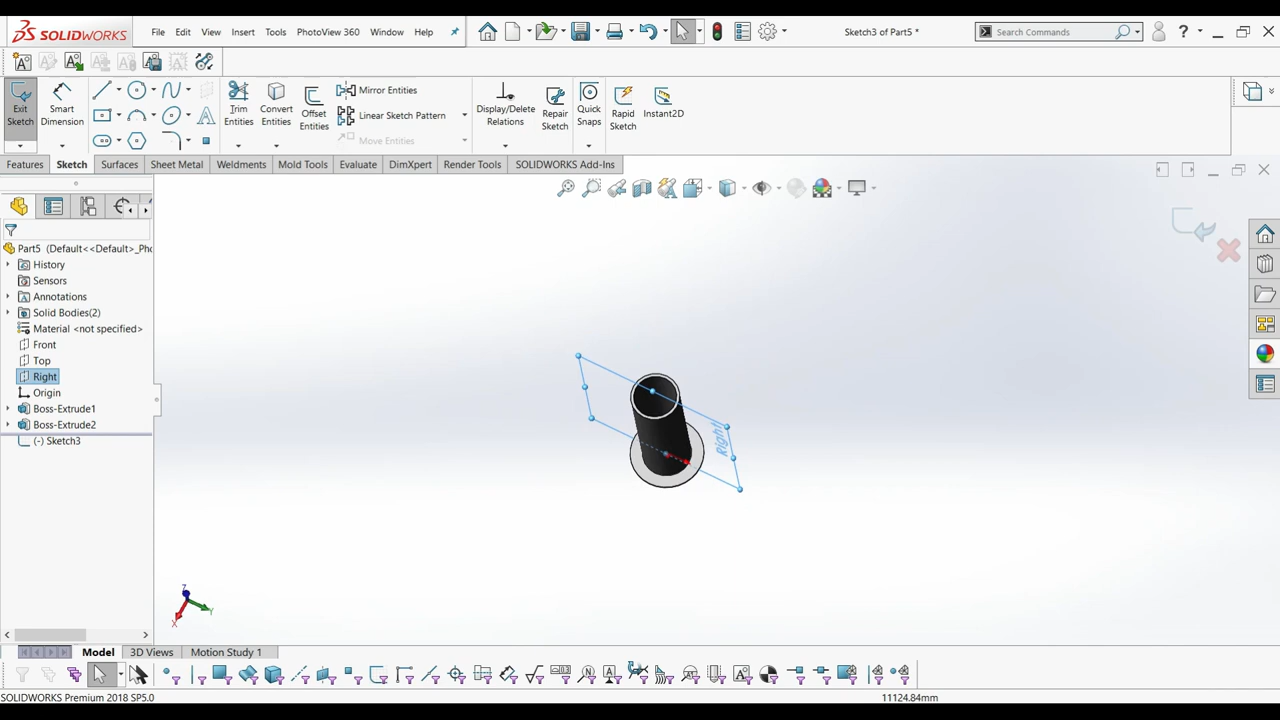 SOLIDWORKS File Edit View Insert Tools PhotoView 360 Window Help Sketch3 of Part5 * Search Commands ?
Exit Sketch Smart Dimension Trim Entities Convert Entities Offset Entities Mirror Entities Linear Sketch Pattern Move Entities Display/Delete Relations Repair Sketch Quick Snaps Rapid Sketch Instant2D
Features Sketch Surfaces Sheet Metal Weldments Mold Tools Evaluate DimXpert Render Tools SOLIDWORKS Add-Ins
Part5 (Default<<Default>_Ph
History
Sensors
Annotations
Solid Bodies(2)
Material <not specified>
Front
Top
Right
Origin
Boss-Extrude1
Boss-Extrude2
(-) Sketch3
Right
Z
Y
X
Model 3D Views Motion Study 1
SOLIDWORKS Premium 2018 SP5.0 11124.84mm